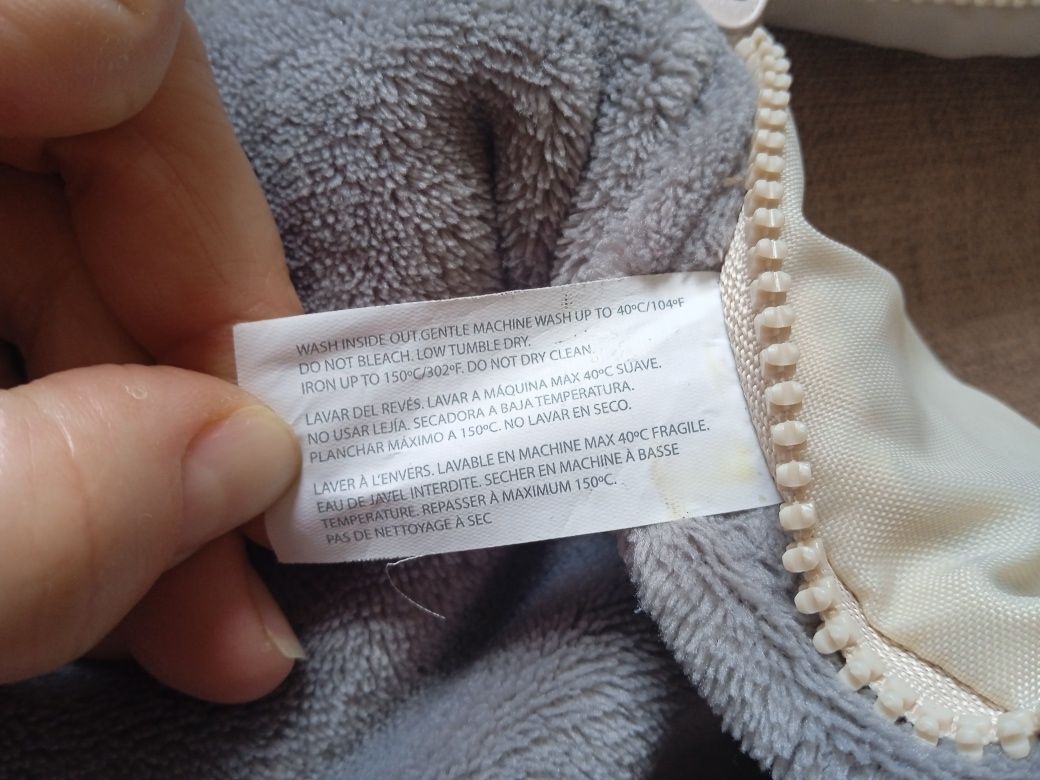 WASH INSIDE OUT.GENTLE MACHINE WASH UP TO 40ºC/104ºF
DO NOT BLEACH. LOW TUMBLE DRY.
IRON UP TO 150ºC/302ºF. DO NOT DRY CLEAN.
LAVAR DEL REVÉS. LAVAR A MÁQUINA MAX 40ºC SUAVE.
NO USAR LEJÍA. SECADORA A BAJA TEMPERATURA.
PLANCHAR MÁXIMO A 150ºC. NO LAVAR EN SECO.
LAVER À L'ENVERS. LAVABLE EN MACHINE MAX 40ºC FRAGILE.
EAU DE JAVEL INTERDITE. SECHER EN MACHINE À BASSE
TEMPERATURE. REPASSER À MAXIMUM 150ºC.
PAS DE NETTOYAGE À SEC